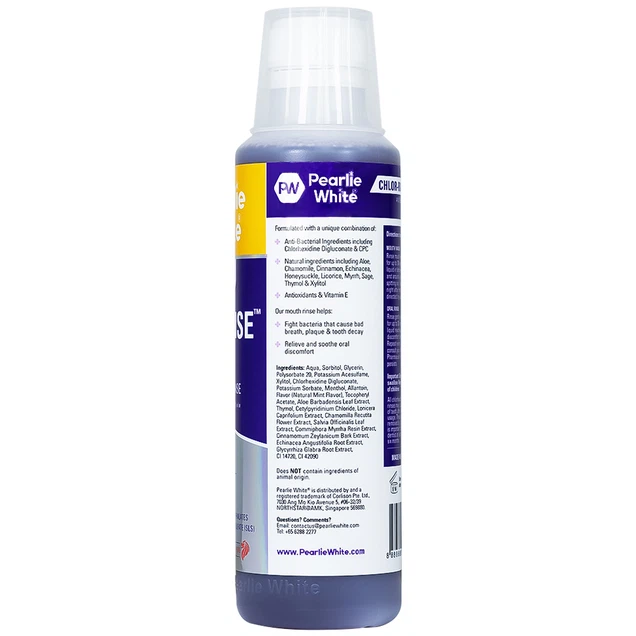 PW Pearlie
White
CHLOR-
Formulated with a unique combination of:
Anti-Bacterial Ingredients including
Chlorhexidine Digluconate & CPC
Natural ingredients including Aloe,
Chamomile, Cinnamon, Echinacea,
Honeysuckle, Licorice, Myrrh, Sage,
Thymol & Xylitol
Antioxidants & Vitamin E
Our mouth rinse helps:
Fight bacteria that cause bad
breath, plaque & tooth decay
Relieve and soothe oral
discomfort
Ingredients: Aqua, Sorbitol, Glycerin,
Polysorbate 20, Potassium Acesulfame,
Xylitol, Chlorhexidine Digluconate,
Potassium Sorbate, Menthol, Allantoin,
Flavor (Natural Mint Flavor), Tocopheryl
Acetate, Aloe Barbadensis Leaf Extract,
Thymol, Cetylpyridinium Chloride, Lonicera
Caprifolium Extract, Chamomilla Recutita
Flower Extract, Salvia Officinalis Leaf
Extract, Commiphora Myrrha Resin Extract,
Cinnamomum Zeylanicum Bark Extract,
Echinacea Angustifolia Root Extract,
Glycyrrhiza Glabra Root Extract,
CI 14720, CI 42090
Does NOT contain ingredients of
animal origin.
Pearlie White® is distributed by and a
registered trademark of Corlison Pte. Ltd.,
7030 Ang Mo Kio Avenue 5, #06-32/39
NORTHSTAR@AMK, Singapore 569880.
Questions? Comments?
Email: contactus@pearliewhite.com
Tel: +65 6288 2277
www.PearlieWhite.com
Pearlie White